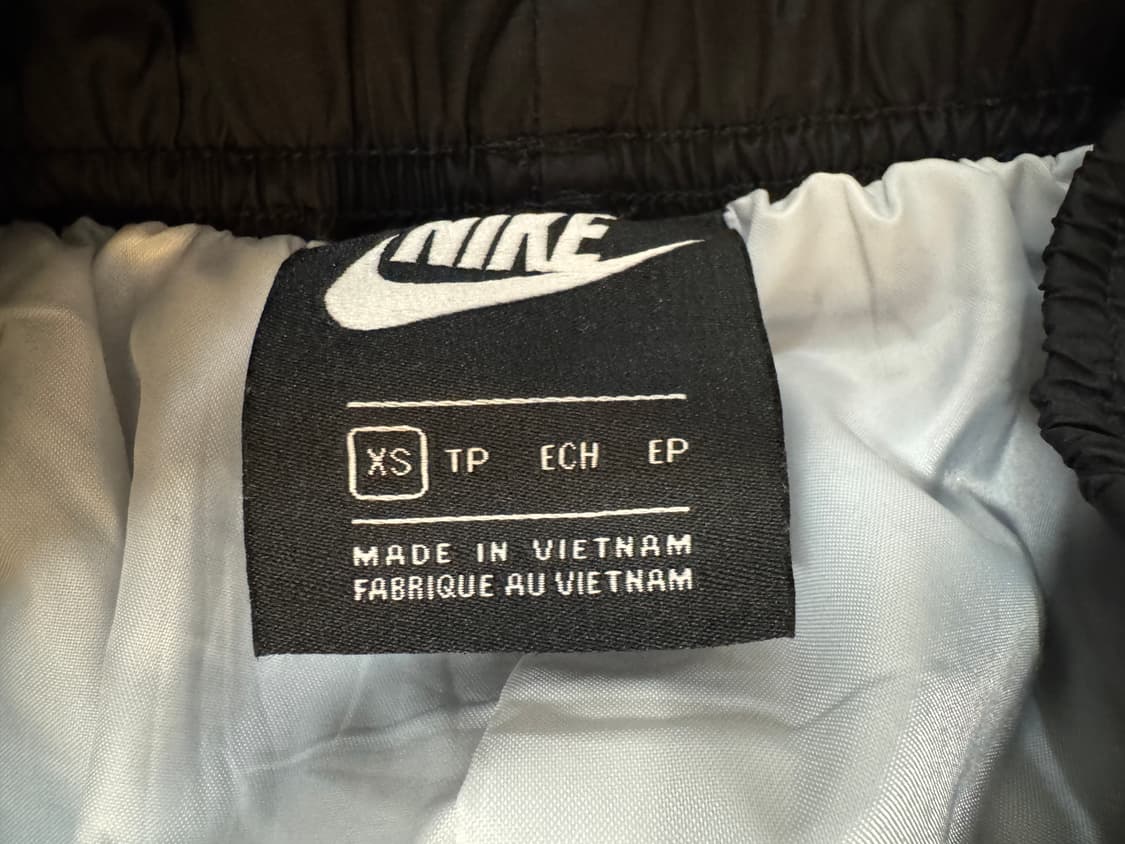 NIKE
XS TP ECH EP
MADE IN VIETNAM
FABRIQUE AU VIETNAM